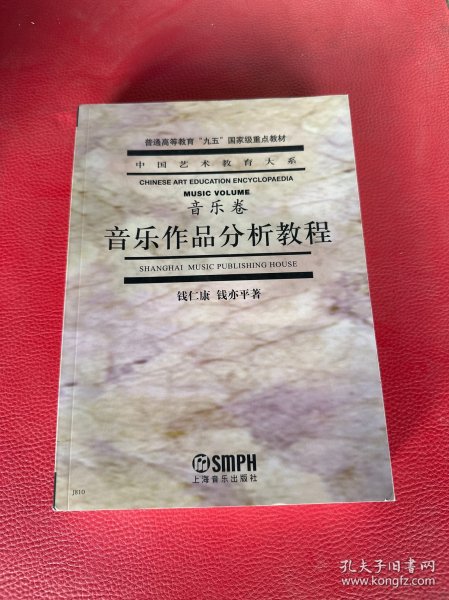 普通高等教育“九五”国家级重点教材
中国艺术教育大系
CHINESE ART EDUCATION ENCYCLOPAEDIA
MUSIC VOLUME
音乐卷
音乐作品分析教程
SHANGHAI MUSIC PUBLISHING HOUSE
钱仁康 钱亦平著
SMPH
上海音乐出版社
J810
孔夫子旧书网
www.kongfz.com